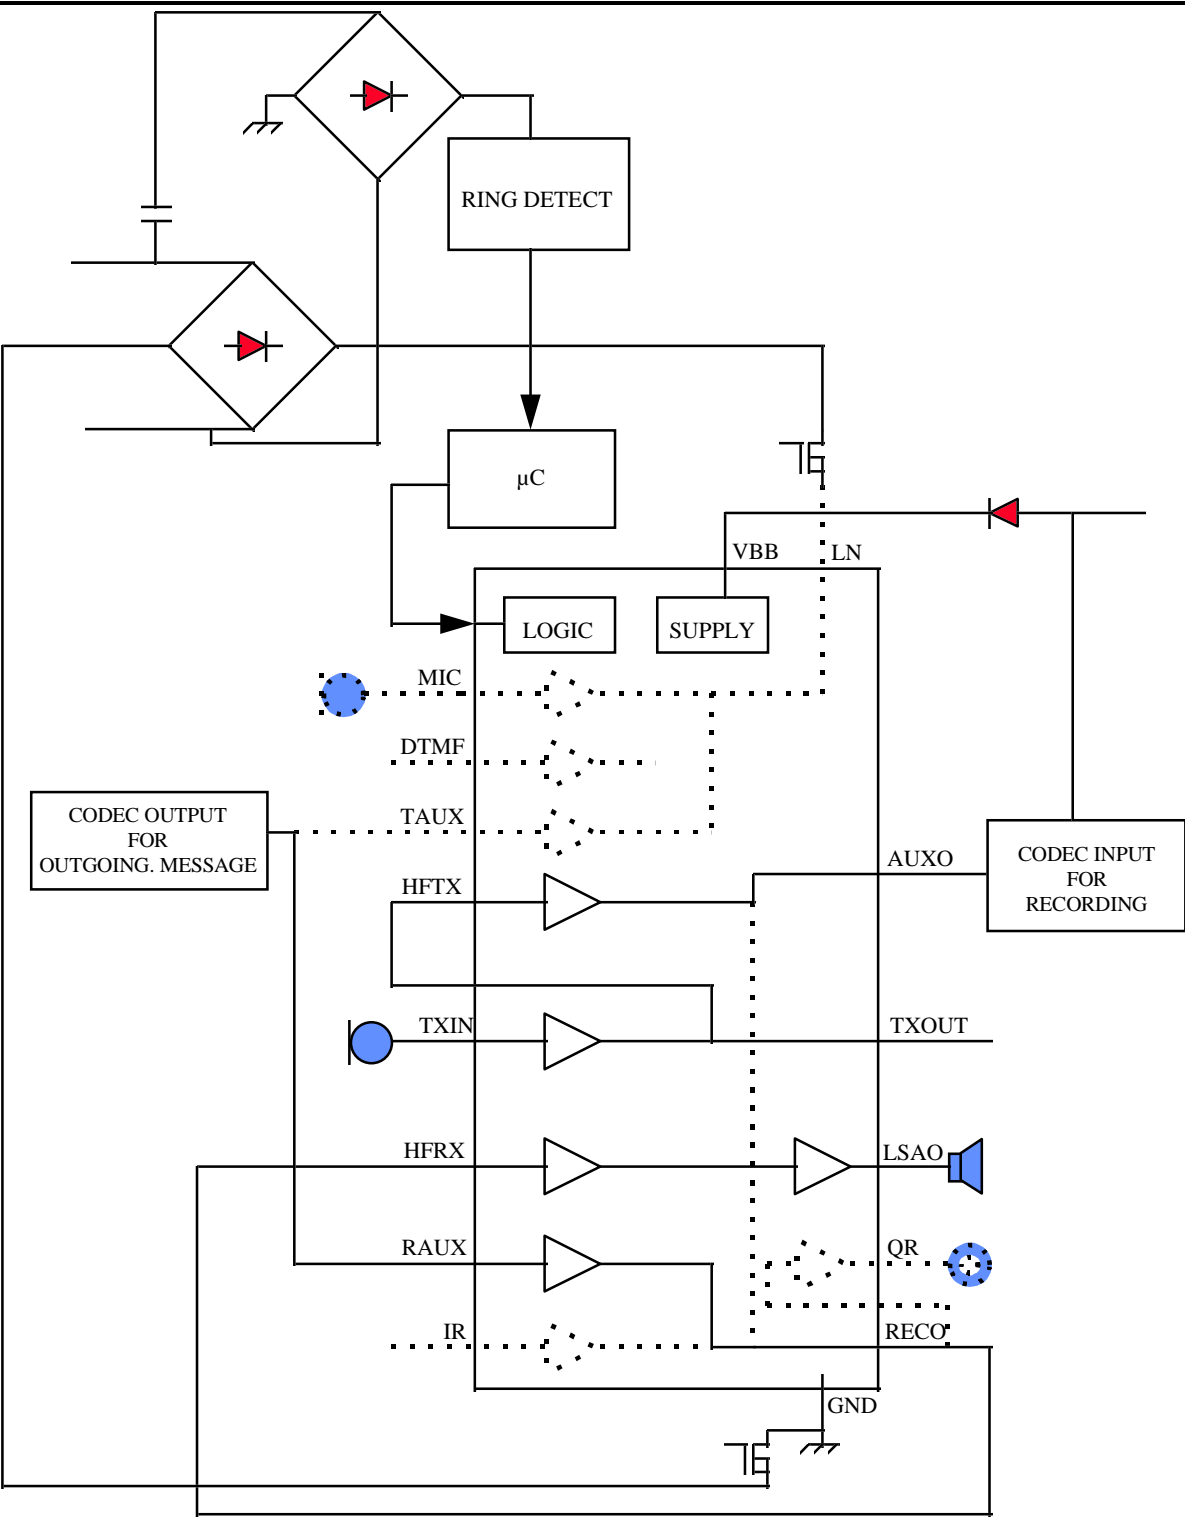 RING DETECT
µC
VBB
LN
LOGIC
SUPPLY
MIC
DTMF
CODEC OUTPUT
FOR
OUTGOING. MESSAGE
TAUX
AUXO
CODEC INPUT
FOR
RECORDING
HFTX
TXIN
TXOUT
HFRX
LSAO
RAUX
QR
IR
RECO
GND